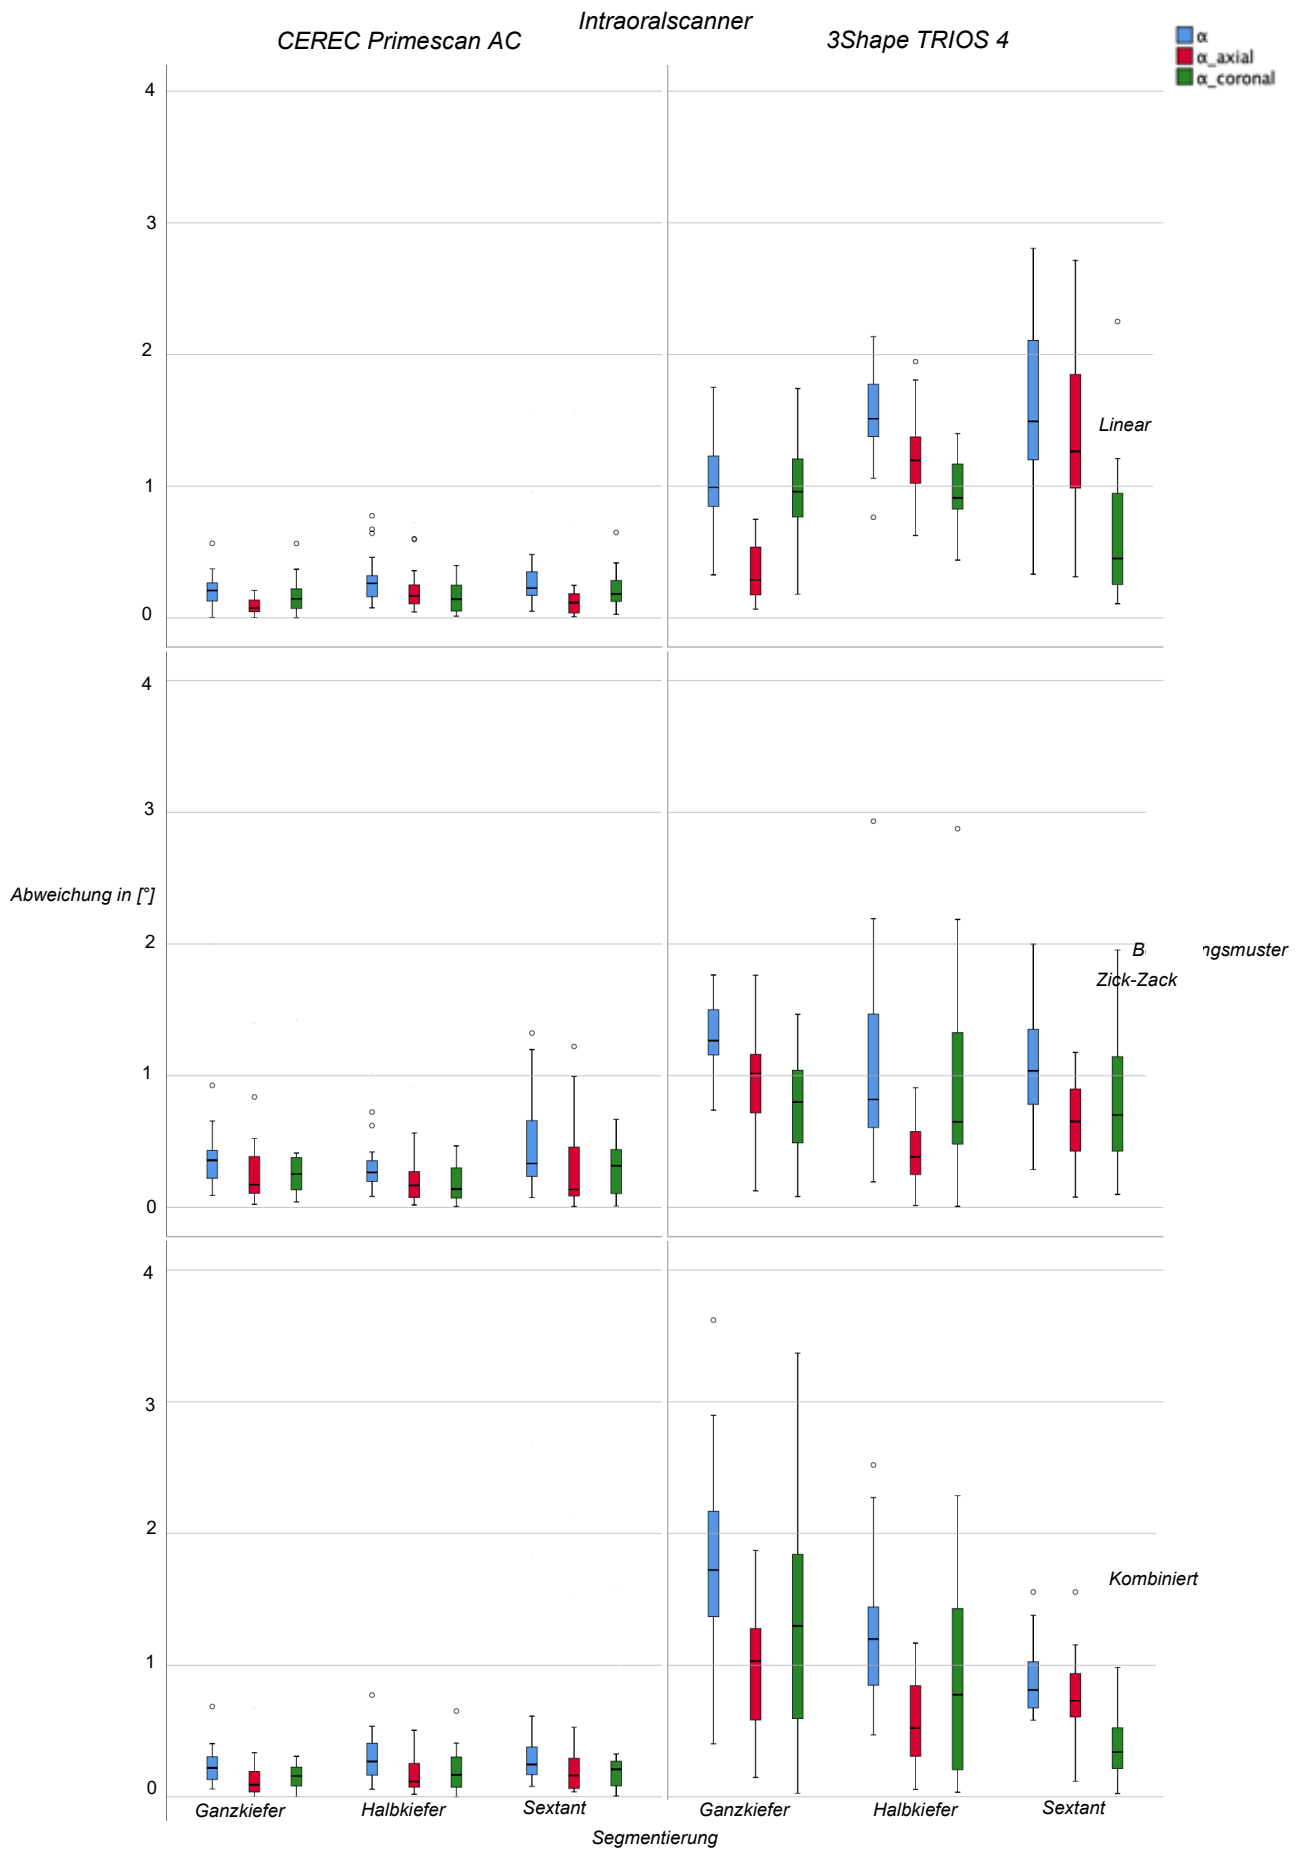 Intraoralscanner
CEREC Primescan AC
3Shape TRIOS 4
α
α_axial
α_coronal
4
3
2
1
0
Linear
4
3
2
1
0
Abweichung in [°]
ngsmuster
Zick-Zack
4
3
2
1
0
Kombiniert
Ganzkiefer Halbkiefer Sextant Ganzkiefer Halbkiefer Sextant
Segmentierung